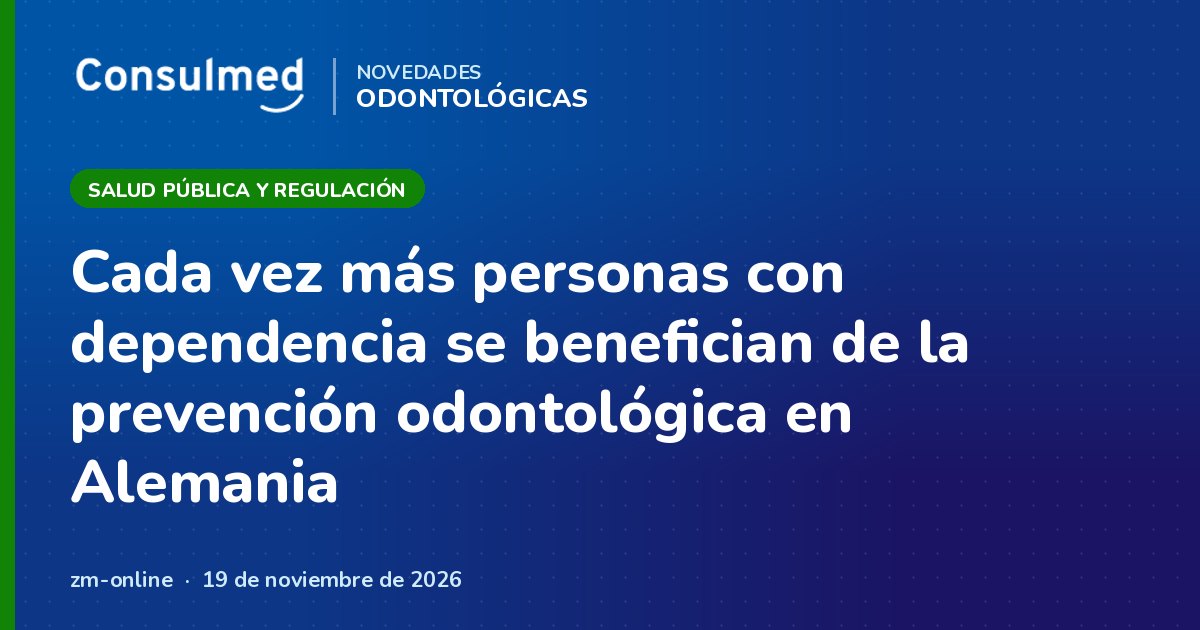 Consulmed
NOVEDADES
ODONTOLÓGICAS
SALUD PÚBLICA Y REGULACIÓN
Cada vez más personas con
dependencia se benefician de la
prevención odontológica en
Alemania
zm-online · 19 de noviembre de 2026